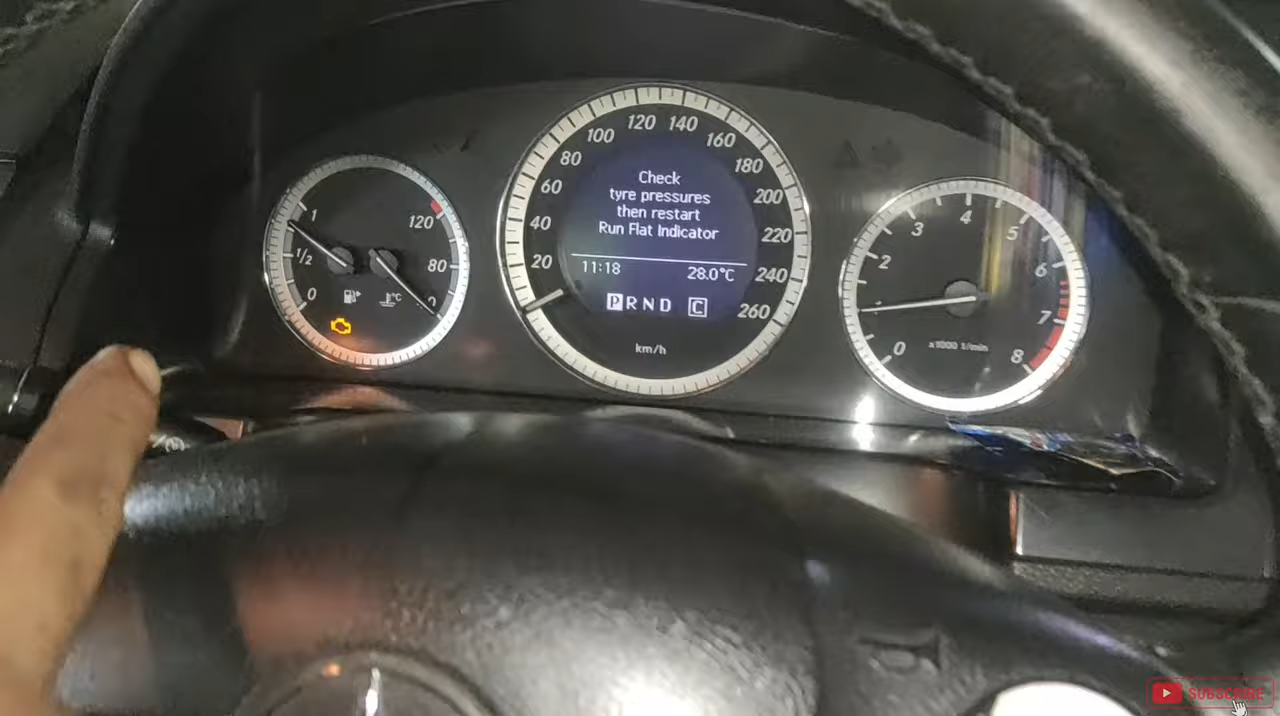 Check
tyre pressures
then restart
Run Flat Indicator
11:18 28.0°C
P R N D C
km/h
20
40
60
80
100
120
140
160
180
200
220
240
260
1
1/2
0
120
80
°C
0
1
2
3
4
5
6
7
8
x1000 1/min
SUBSCRIBE